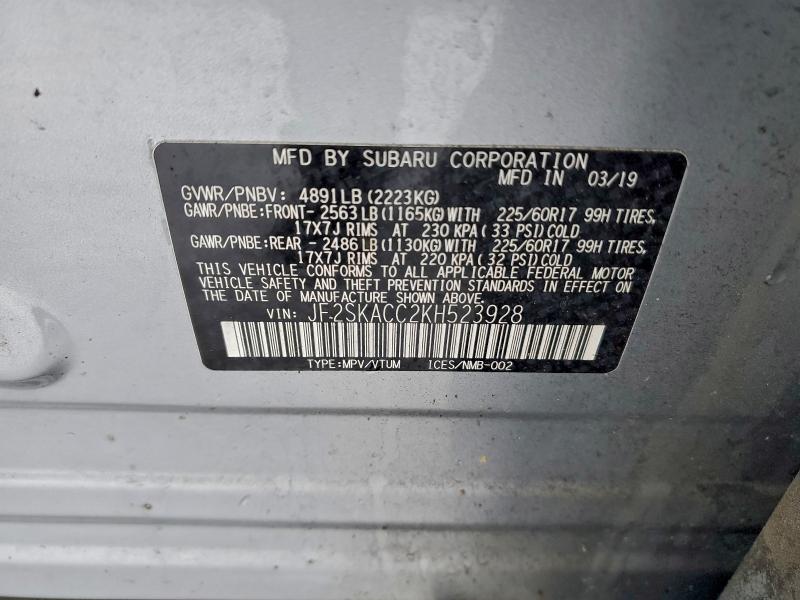 MFD BY SUBARU CORPORATION
MFD IN 03/19
GVWR/PNBV: 4891LB(2223KG)
GAWR/PNBE:FRONT- 2563LB(1165KG)WITH 225/60R17 99H TIRES,
17X7J RIMS AT 230 KPA( 33 PSI)COLD
GAWR/PNBE:REAR - 2486LB(1130KG)WITH 225/60R17 99H TIRES,
17X7J RIMS AT 220 KPA( 32 PSI)COLD
THIS VEHICLE CONFORMS TO ALL APPLICABLE FEDERAL MOTOR
VEHICLE SAFETY AND THEFT PREVENTION STANDARDS IN EFFECT ON
THE DATE OF MANUFACTURE SHOWN ABOVE.
VIN: JF2SKACC2KH523928
TYPE:MPV/VTUM ICES/NMB-002